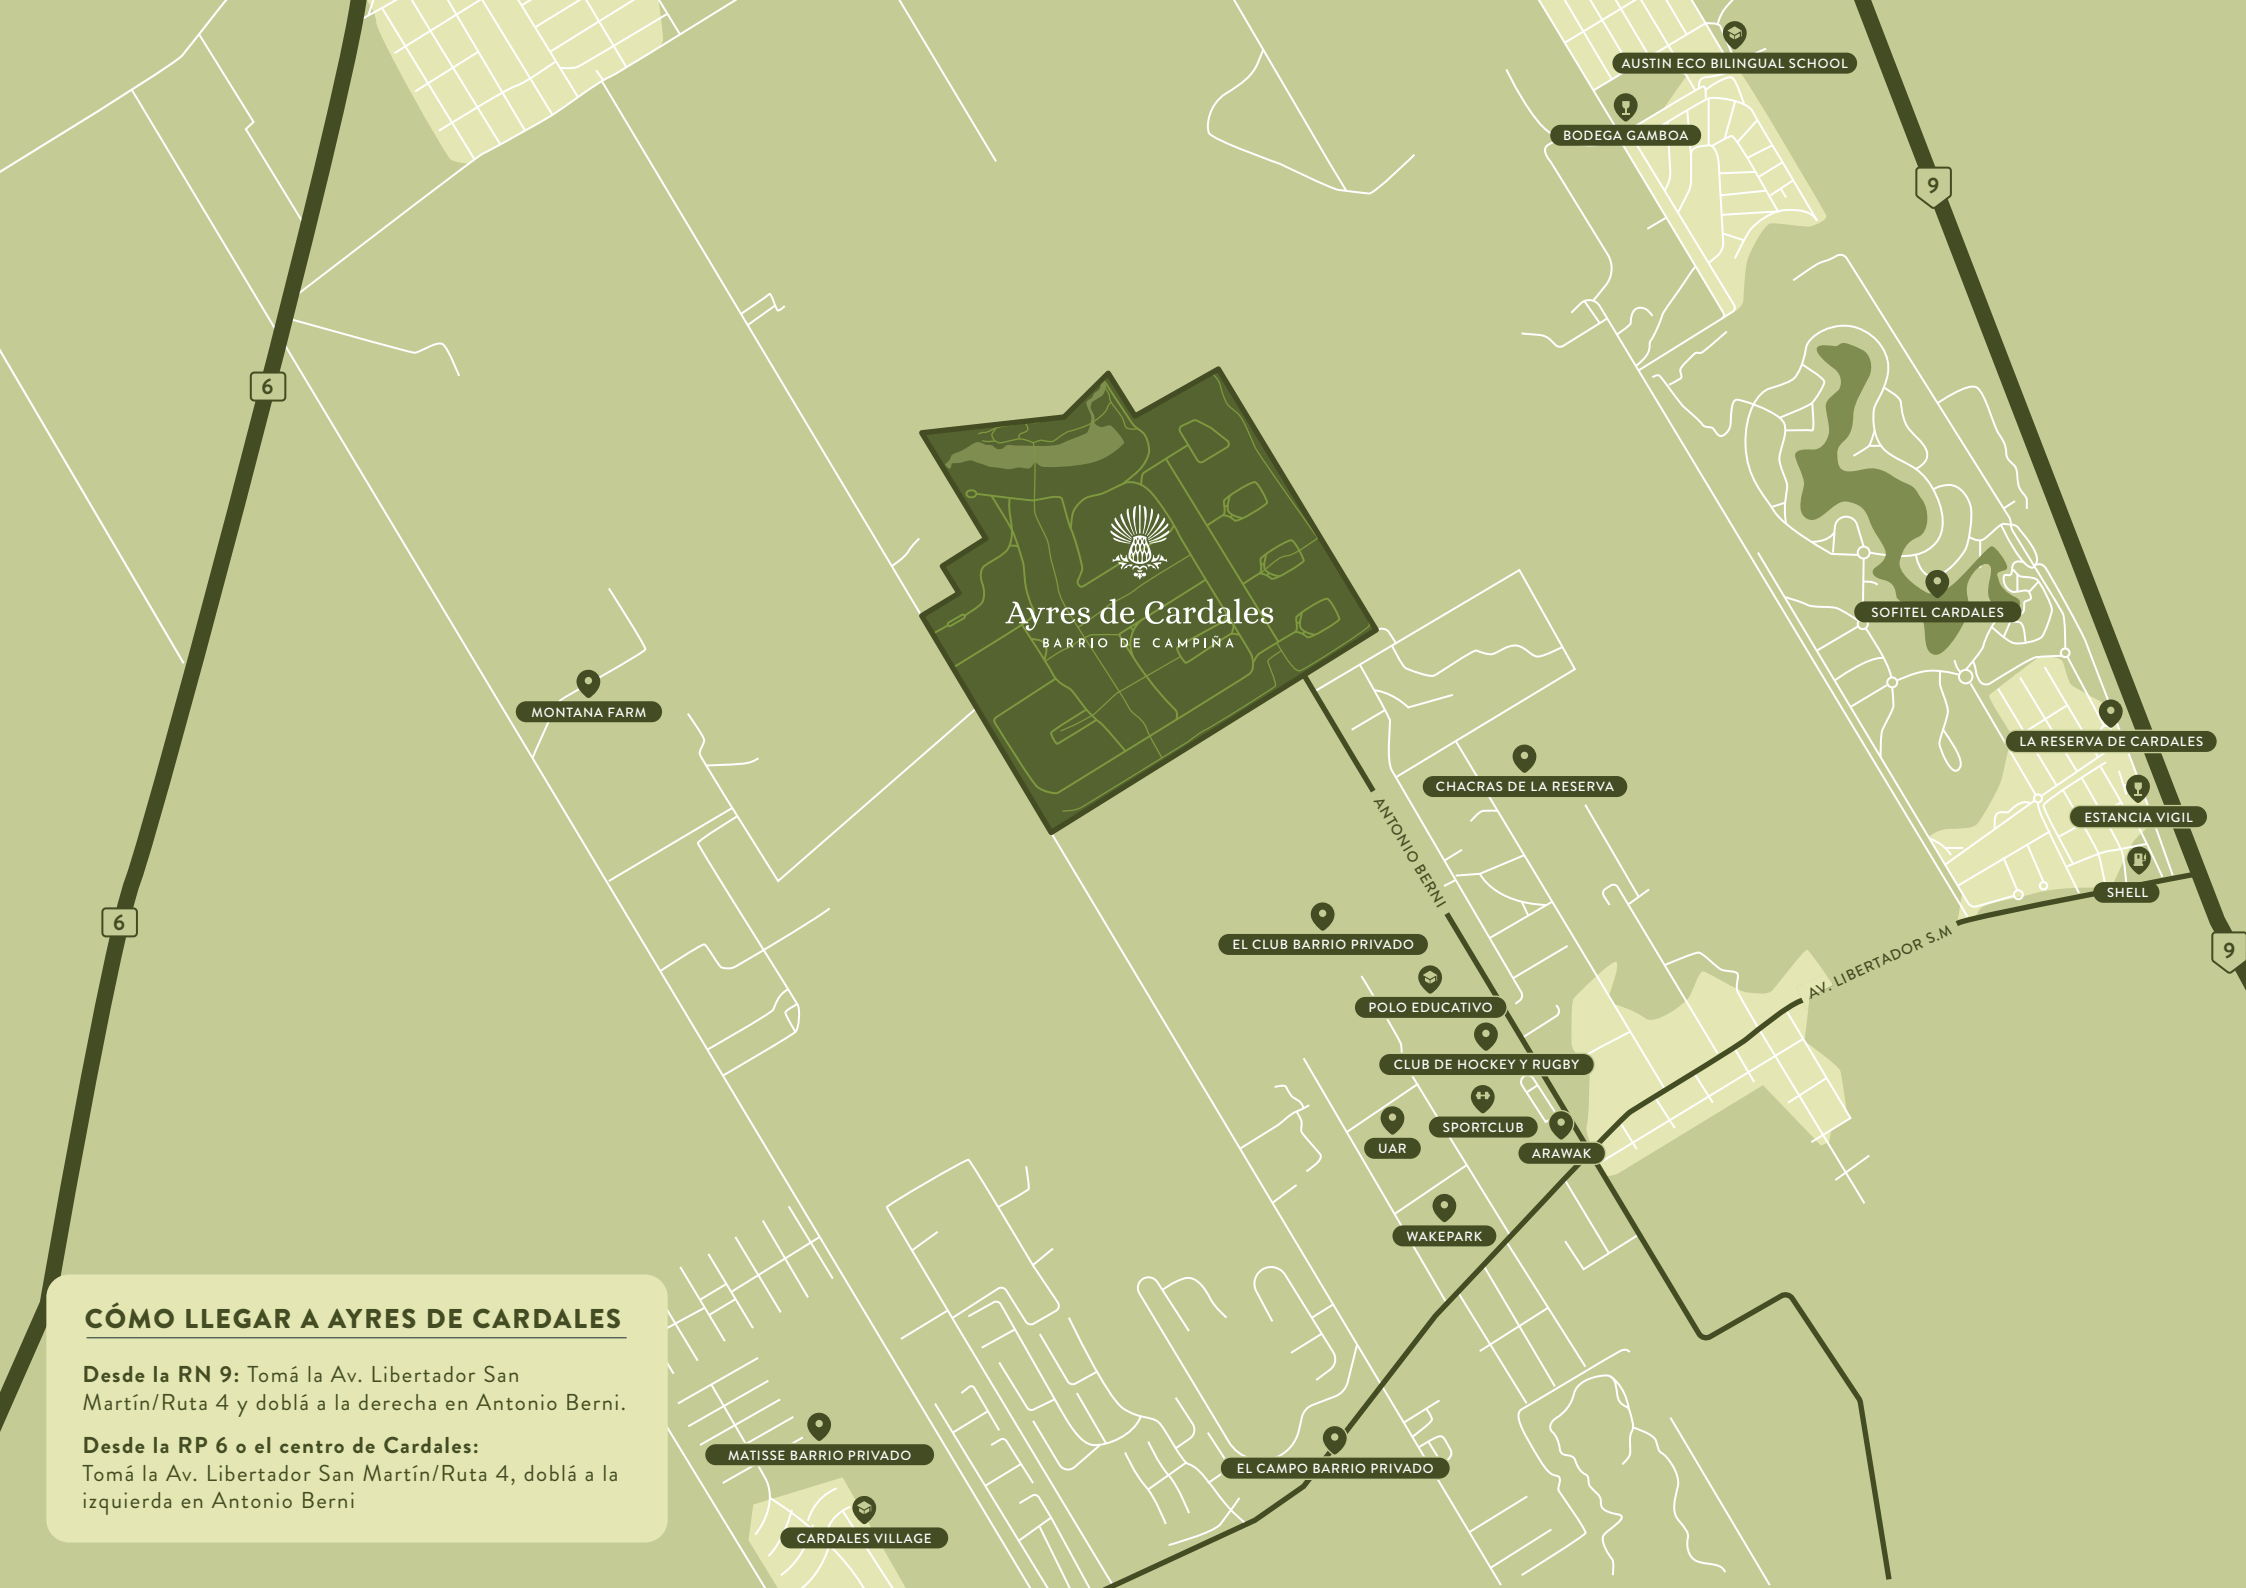 AUSTIN ECO BILINGUAL SCHOOL
BODEGA GAMBOA
9
6
SOFITEL CARDALES
Ayres de Cardales
BARRIO DE CAMPIÑA
MONTANA FARM
LA RESERVA DE CARDALES
CHACRAS DE LA RESERVA
ESTANCIA VIGIL
ANTONIO BERNI
SHELL
6
EL CLUB BARRIO PRIVADO
AV. LIBERTADOR S.M
9
POLO EDUCATIVO
CLUB DE HOCKEY Y RUGBY
SPORTCLUB
UAR
ARAWAK
WAKEPARK
CÓMO LLEGAR A AYRES DE CARDALES
Desde la RN 9: Tomá la Av. Libertador San
Martín/Ruta 4 y doblá a la derecha en Antonio Berni.
Desde la RP 6 o el centro de Cardales:
Tomá la Av. Libertador San Martín/Ruta 4, doblá a la
izquierda en Antonio Berni
MATISSE BARRIO PRIVADO
EL CAMPO BARRIO PRIVADO
CARDALES VILLAGE